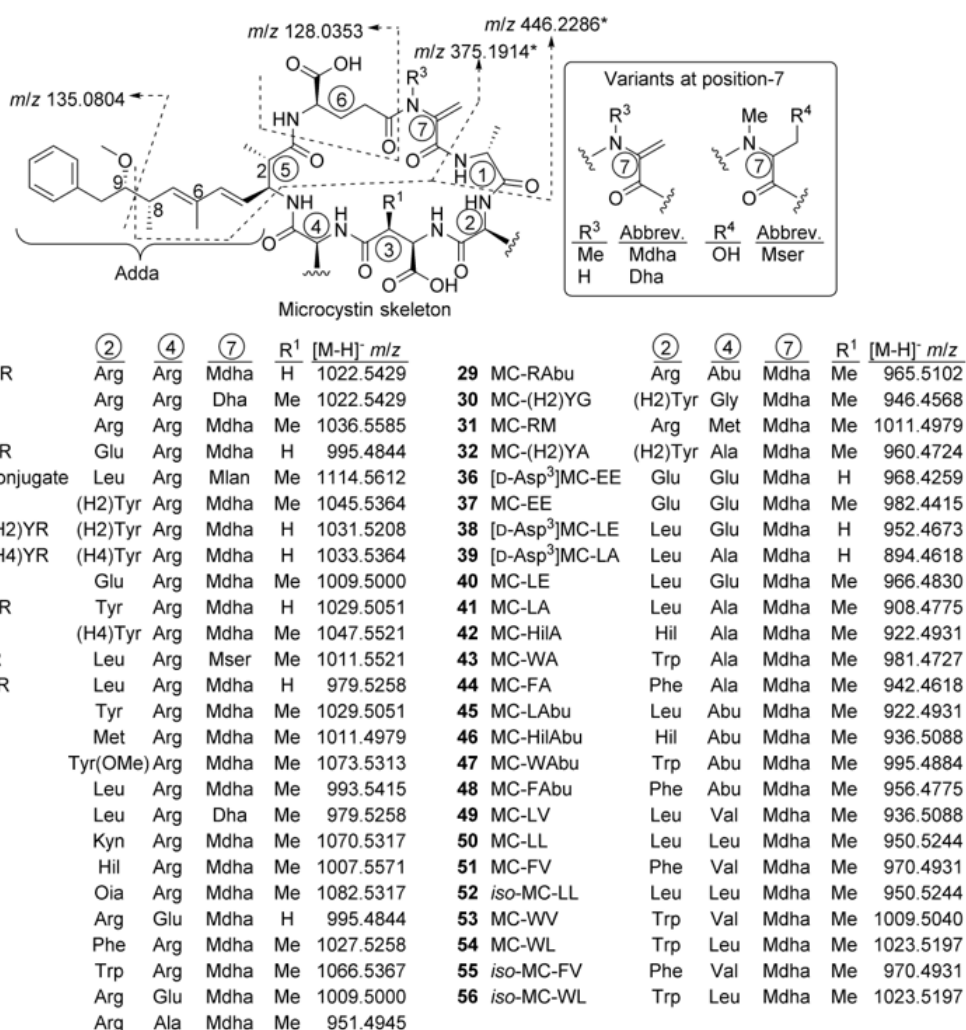 m/z 128.0353
m/z 446.2286*
m/z 375.1914*
m/z 135.0804
Variants at position-7
O OH R³
6 N 7
HN O
2 5 O O N H 1 O
O 9 8 6 NH R¹ H N O HN 2
O 4 N H 3 N H
O O O OH O
Adda
Microcystin skeleton
R³ Me R⁴
N N
7 7
O O
R³ Abbrev. R⁴ Abbrev.
Me Mdha OH Mser
H Dha
2 4 7 R¹ [M-H]⁻ m/z 2 4 7 R¹ [M-H]⁻ m/z
R Arg Arg Mdha H 1022.5429 29 MC-RAbu Arg Abu Mdha Me 965.5102
Arg Arg Dha Me 1022.5429 30 MC-(H2)YG (H2)Tyr Gly Mdha Me 946.4568
Arg Arg Mdha Me 1036.5585 31 MC-RM Arg Met Mdha Me 1011.4979
R Glu Arg Mdha H 995.4844 32 MC-(H2)YA (H2)Tyr Ala Mdha Me 960.4724
onjugate Leu Arg Mlan Me 1114.5612 36 [D-Asp³]MC-EE Glu Glu Mdha H 968.4259
(H2)Tyr Arg Mdha Me 1045.5364 37 MC-EE Glu Glu Mdha Me 982.4415
H2)YR (H2)Tyr Arg Mdha H 1031.5208 38 [D-Asp³]MC-LE Leu Glu Mdha H 952.4673
H4)YR (H4)Tyr Arg Mdha H 1033.5364 39 [D-Asp³]MC-LA Leu Ala Mdha H 894.4618
Glu Arg Mdha Me 1009.5000 40 MC-LE Leu Glu Mdha Me 966.4830
R Tyr Arg Mdha H 1029.5051 41 MC-LA Leu Ala Mdha Me 908.4775
(H4)Tyr Arg Mdha Me 1047.5521 42 MC-HilA Hil Ala Mdha Me 922.4931
R Leu Arg Mser Me 1011.5521 43 MC-WA Trp Ala Mdha Me 981.4727
R Leu Arg Mdha H 979.5258 44 MC-FA Phe Ala Mdha Me 942.4618
Tyr Arg Mdha Me 1029.5051 45 MC-LAbu Leu Abu Mdha Me 922.4931
Met Arg Mdha Me 1011.4979 46 MC-HilAbu Hil Abu Mdha Me 936.5088
Tyr(OMe) Arg Mdha Me 1073.5313 47 MC-WAbu Trp Abu Mdha Me 995.4884
Leu Arg Mdha Me 993.5415 48 MC-FAbu Phe Abu Mdha Me 956.4775
Leu Arg Dha Me 979.5258 49 MC-LV Leu Val Mdha Me 936.5088
Kyn Arg Mdha Me 1070.5317 50 MC-LL Leu Leu Mdha Me 950.5244
Hil Arg Mdha Me 1007.5571 51 MC-FV Phe Val Mdha Me 970.4931
Oia Arg Mdha Me 1082.5317 52 iso-MC-LL Leu Leu Mdha Me 950.5244
Arg Glu Mdha H 995.4844 53 MC-WV Trp Val Mdha Me 1009.5040
Phe Arg Mdha Me 1027.5258 54 MC-WL Trp Leu Mdha Me 1023.5197
Trp Arg Mdha Me 1066.5367 55 iso-MC-FV Phe Val Mdha Me 970.4931
Arg Glu Mdha Me 1009.5000 56 iso-MC-WL Trp Leu Mdha Me 1023.5197
Arg Ala Mdha Me 951.4945